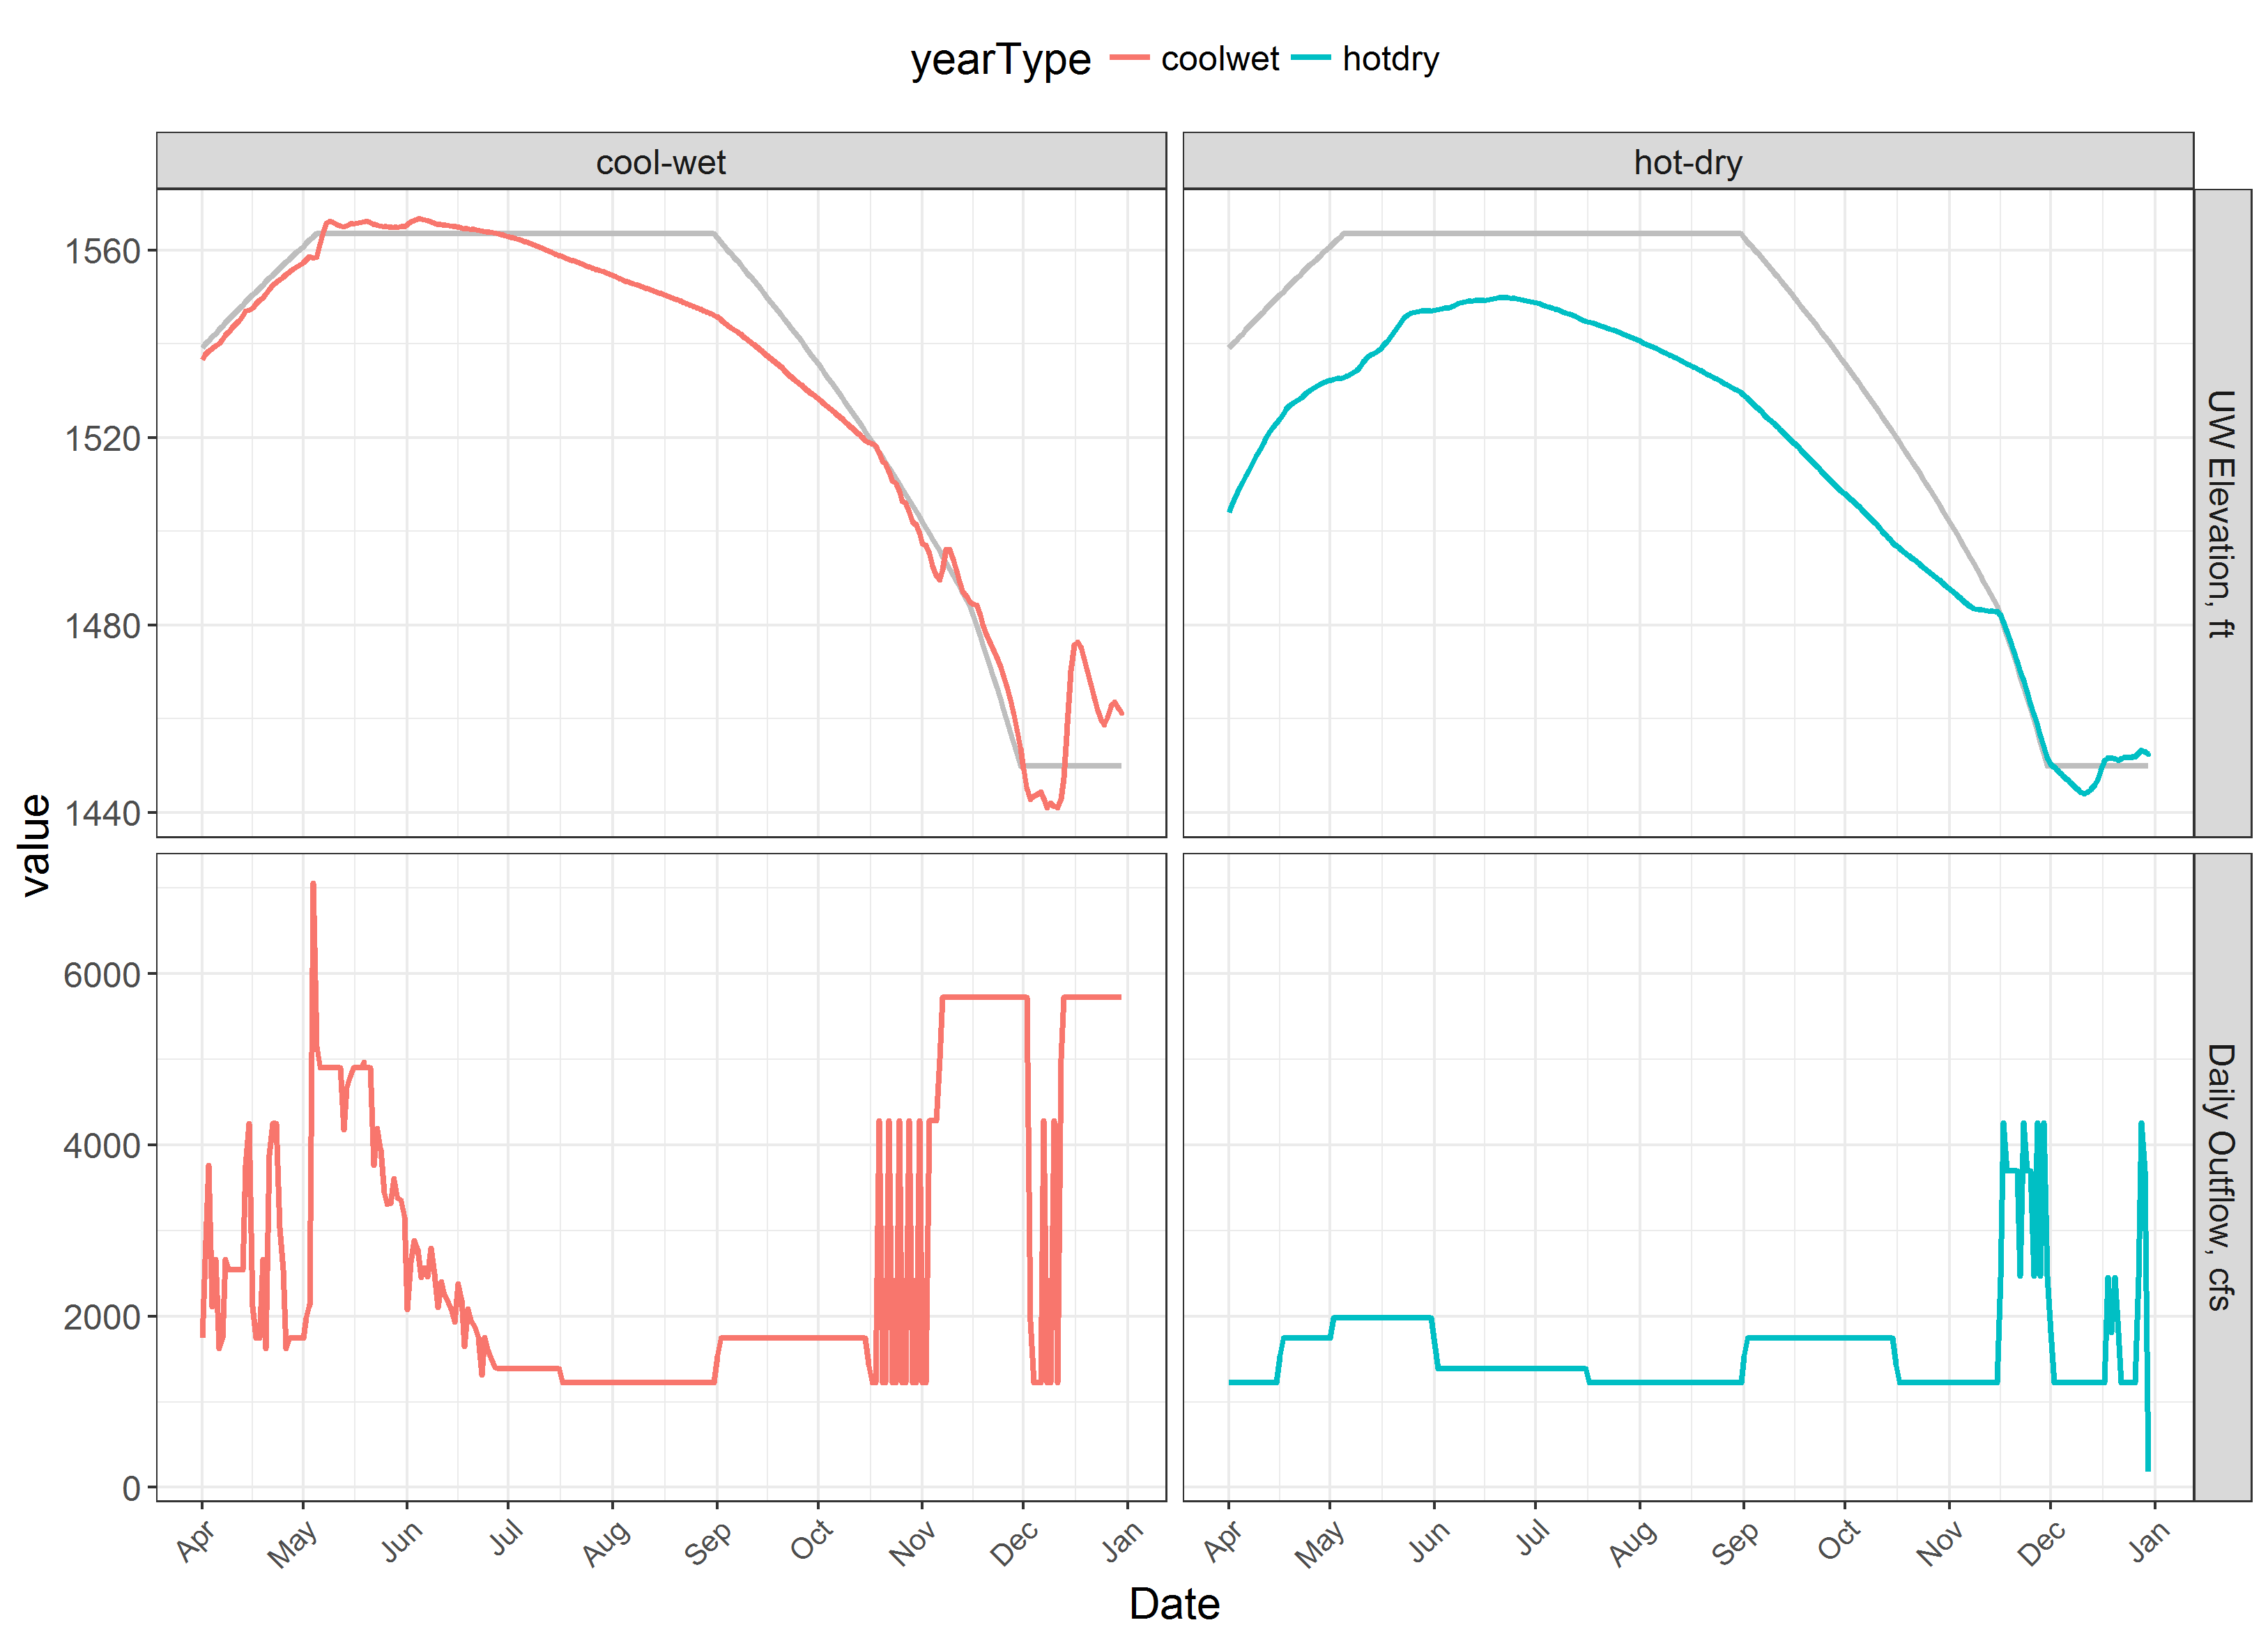 yearType coolwet hotdry
cool-wet hot-dry
1560
1520
1480
1440
UW Elevation, ft
value
6000
4000
2000
0
Daily Outflow, cfs
Apr May Jun Jul Aug Sep Oct Nov Dec Jan Apr May Jun Jul Aug Sep Oct Nov Dec Jan
Date